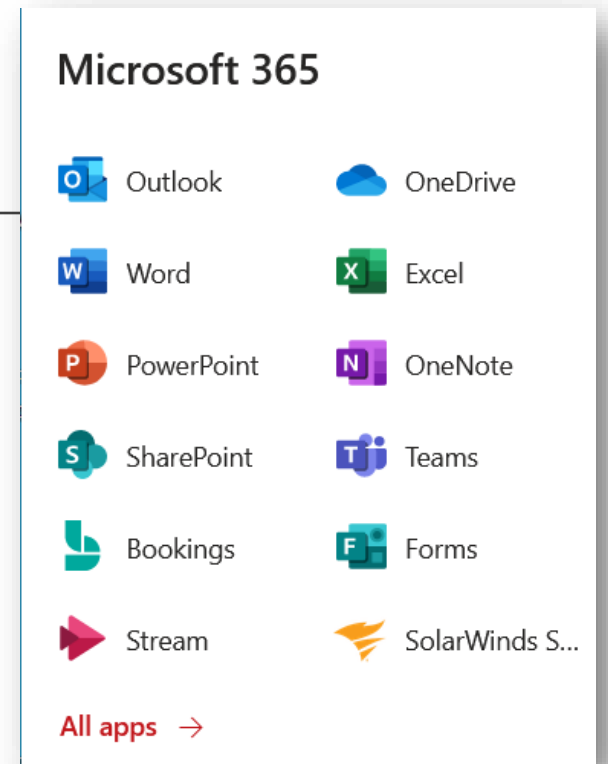 Microsoft 365
O Outlook
OneDrive
W Word
X Excel
P PowerPoint
N OneNote
S SharePoint
T Teams
Bookings
F Forms
Stream
SolarWinds S...
All apps →